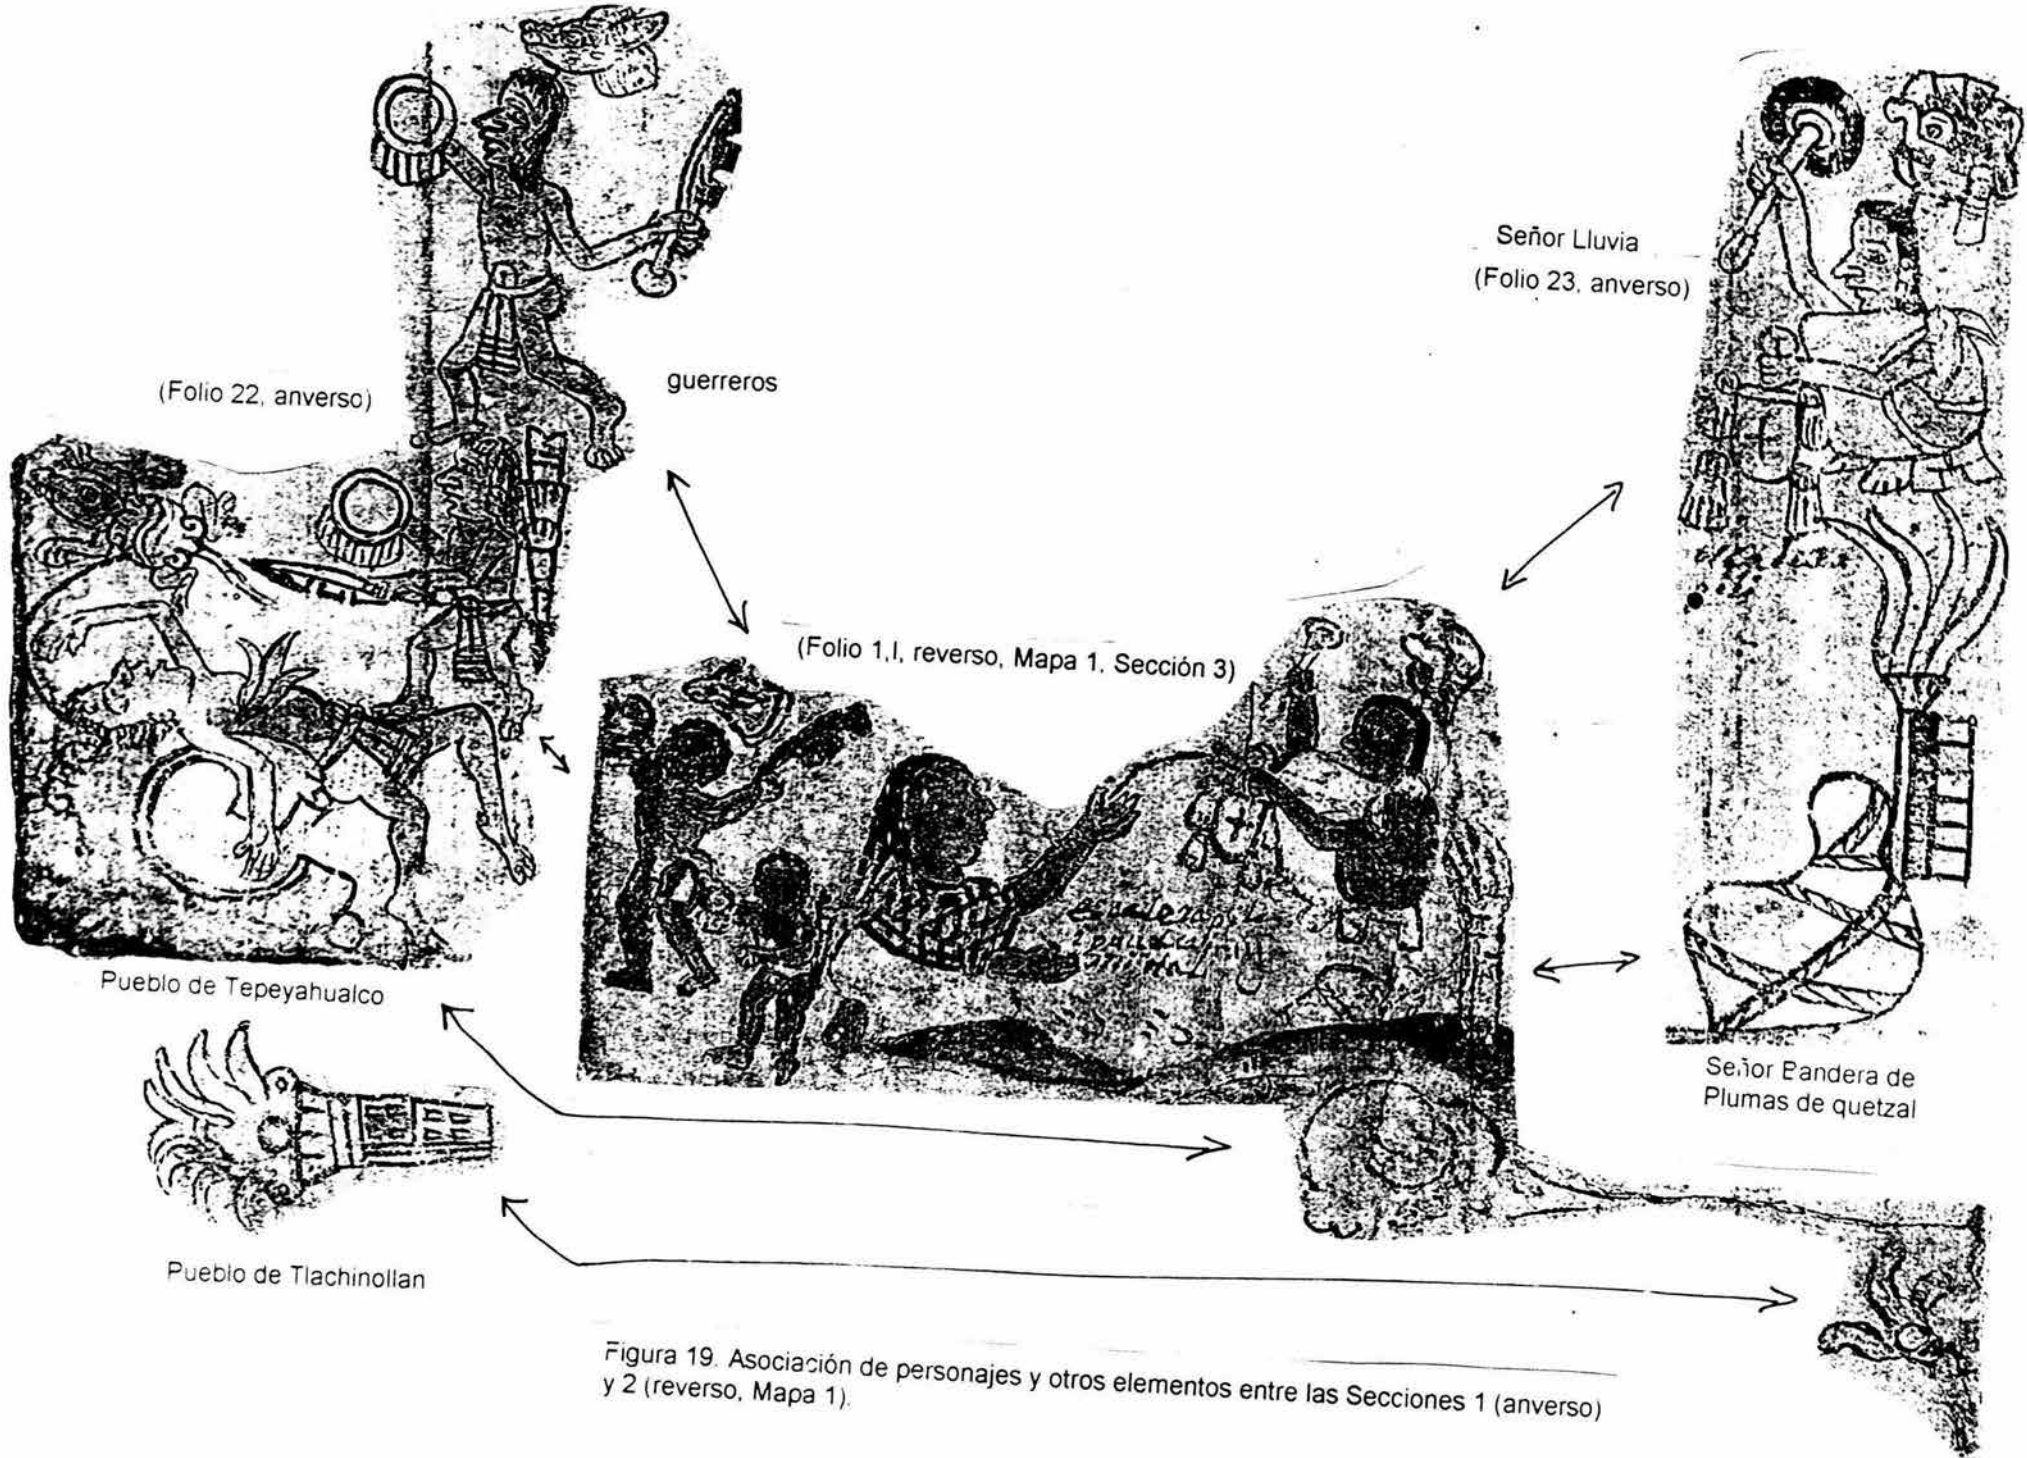 Señor Lluvia
(Folio 23, anverso)
(Folio 22, anverso)
guerreros
(Folio 1,I, reverso, Mapa 1, Sección 3)
Pueblo de Tepeyahualco
Señor Bandera de
Plumas de quetzal
Pueblo de Tlachinollan
Figura 19. Asociación de personajes y otros elementos entre las Secciones 1 (anverso)
y 2 (reverso, Mapa 1).